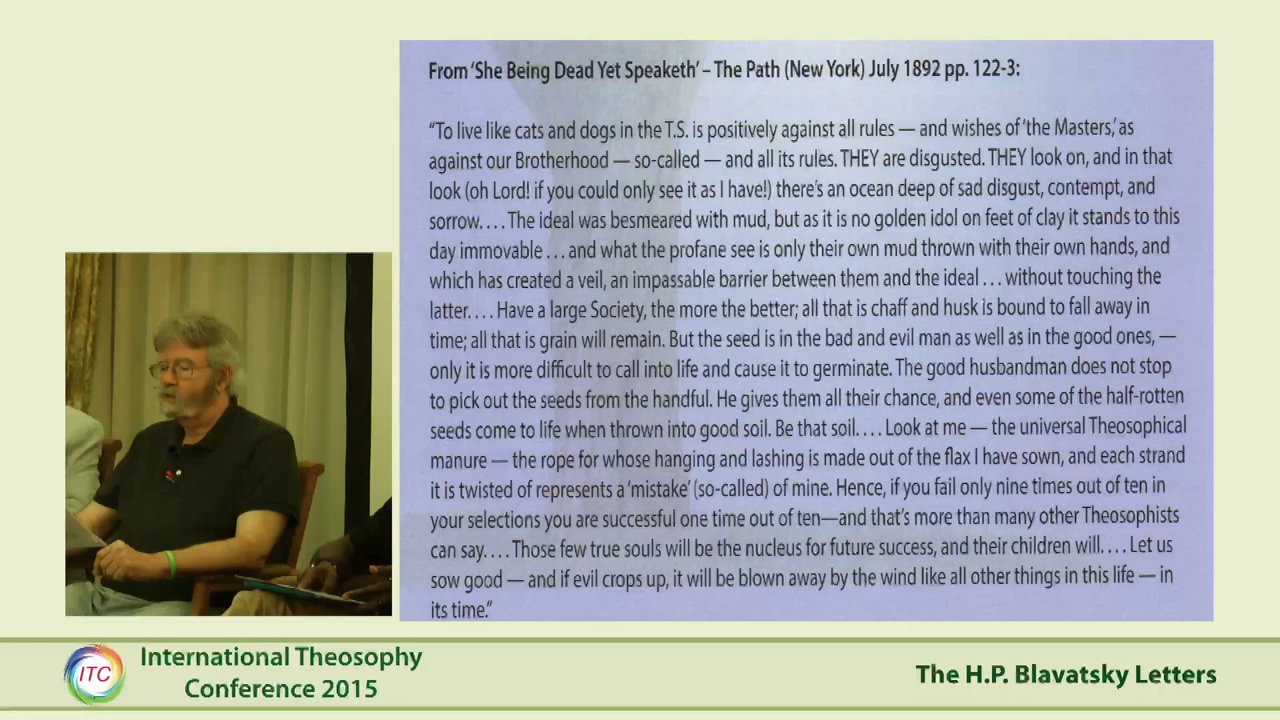 From ‘She Being Dead Yet Speaketh’ – The Path (New York) July 1892 pp. 122-3:
“To live like cats and dogs in the T.S. is positively against all rules — and wishes of ‘the Masters,’ as
against our Brotherhood — so-called — and all its rules. THEY are disgusted. THEY look on, and in that
look (oh Lord! if you could only see it as I have!) there’s an ocean deep of sad disgust, contempt, and
sorrow. . . . The ideal was besmeared with mud, but as it is no golden idol on feet of clay it stands to this
day immovable . . . and what the profane see is only their own mud thrown with their own hands, and
which has created a veil, an impassable barrier between them and the ideal . . . without touching the
latter. . . . Have a large Society, the more the better; all that is chaff and husk is bound to fall away in
time; all that is grain will remain. But the seed is in the bad and evil man as well as in the good ones, —
only it is more difficult to call into life and cause it to germinate. The good husbandman does not stop
to pick out the seeds from the handful. He gives them all their chance, and even some of the half-rotten
seeds come to life when thrown into good soil. Be that soil. . . . Look at me — the universal Theosophical
manure — the rope for whose hanging and lashing is made out of the flax I have sown, and each strand
it is twisted of represents a ‘mistake’ (so-called) of mine. Hence, if you fail only nine times out of ten in
your selections you are successful one time out of ten—and that’s more than many other Theosophists
can say. . . . Those few true souls will be the nucleus for future success, and their children will. . . . Let us
sow good — and if evil crops up, it will be blown away by the wind like all other things in this life — in
its time.”
ITC
International Theosophy
Conference 2015
The H.P. Blavatsky Letters